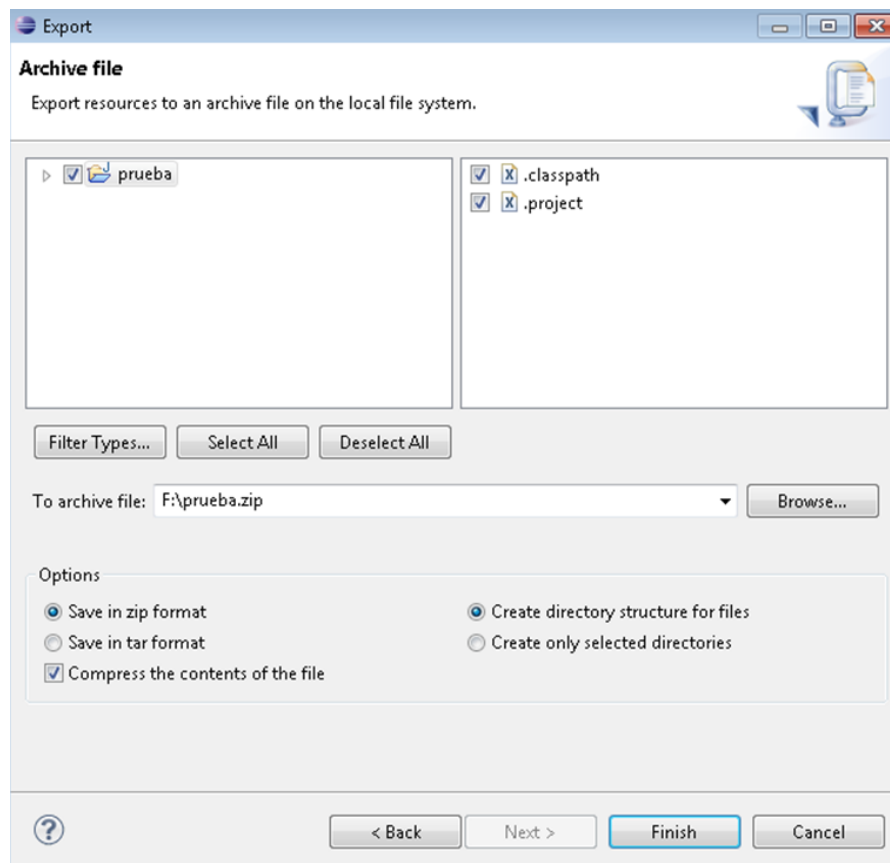 Export
Archive file
Export resources to an archive file on the local file system.
prueba
.classpath
.project
Filter Types...
Select All
Deselect All
To archive file: F:\prueba.zip
Browse...
Options
Save in zip format
Create directory structure for files
Save in tar format
Create only selected directories
Compress the contents of the file
< Back
Next >
Finish
Cancel